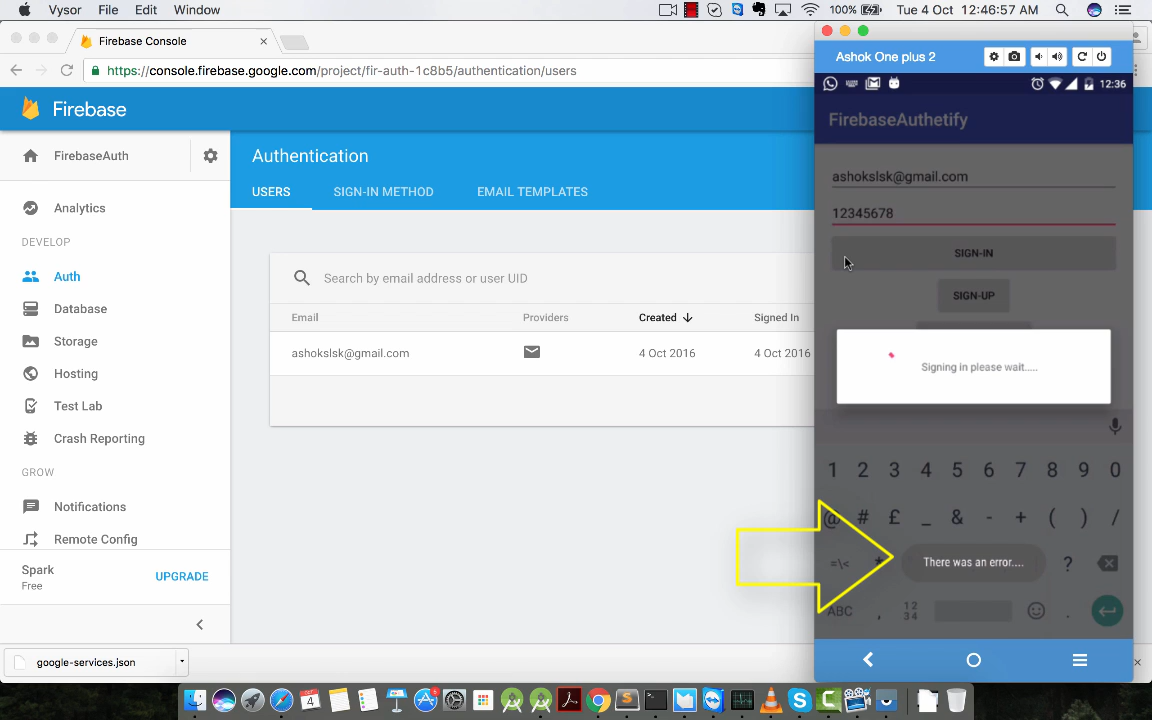 Vysor File Edit Window 100% Tue 4 Oct 12:46:57 AM
Firebase Console
https://console.firebase.google.com/project/fir-auth-1c8b5/authentication/users
Firebase
FirebaseAuth
Analytics
DEVELOP
Auth
Database
Storage
Hosting
Test Lab
Crash Reporting
GROW
Notifications
Remote Config
Spark
Free
UPGRADE
Authentication
USERS SIGN-IN METHOD EMAIL TEMPLATES
Search by email address or user UID
Email Providers Created Signed In
ashokslsk@gmail.com 4 Oct 2016 4 Oct 2016
Ashok One plus 2
12:36
FirebaseAuthetify
ashokslsk@gmail.com
12345678
SIGN-IN
SIGN-UP
Signing in please wait.....
1 2 3 4 5 6 7 8 9 0
@ # £ _ & - + ( ) /
=\< * ?
There was an error....
ABC , 12 34 .
google-services.json
4